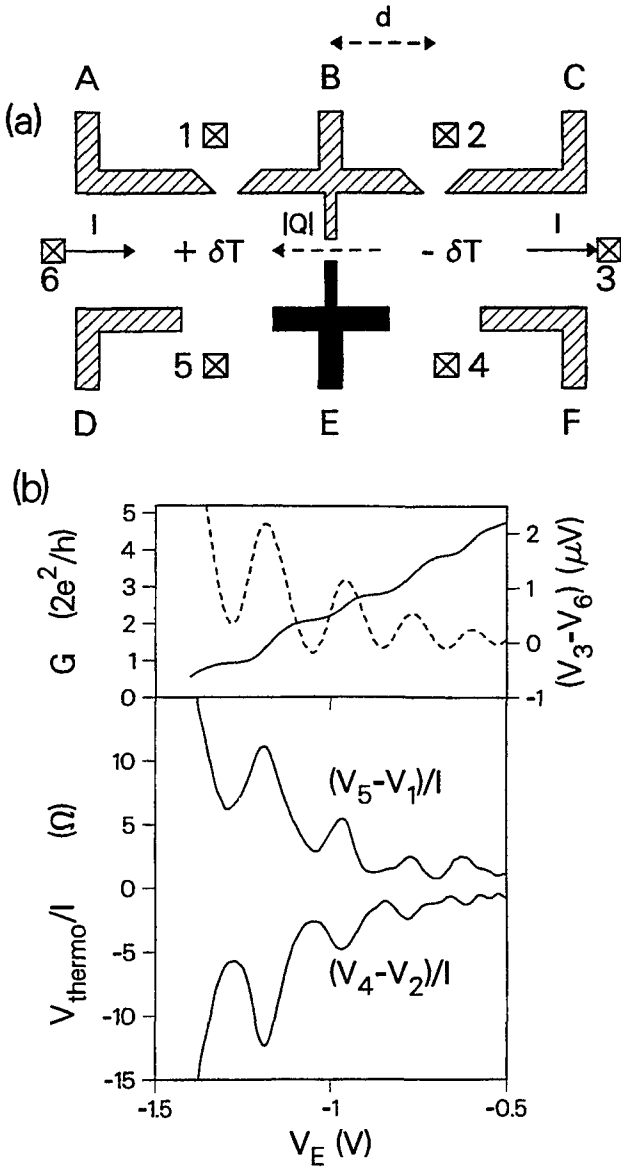 d
A B C
(a)
1 2
I |Q| I
6 + δT - δT 3
5 4
D E F
(b)
G (2e²/h)
5
4
3
2
1
0
(V₃-V₆) (μV)
2
1
0
-1
V_thermo/I (Ω)
10
5
0
-5
-10
-15
(V₅-V₁)/I
(V₄-V₂)/I
-1.5 -1 -0.5
V_E (V)